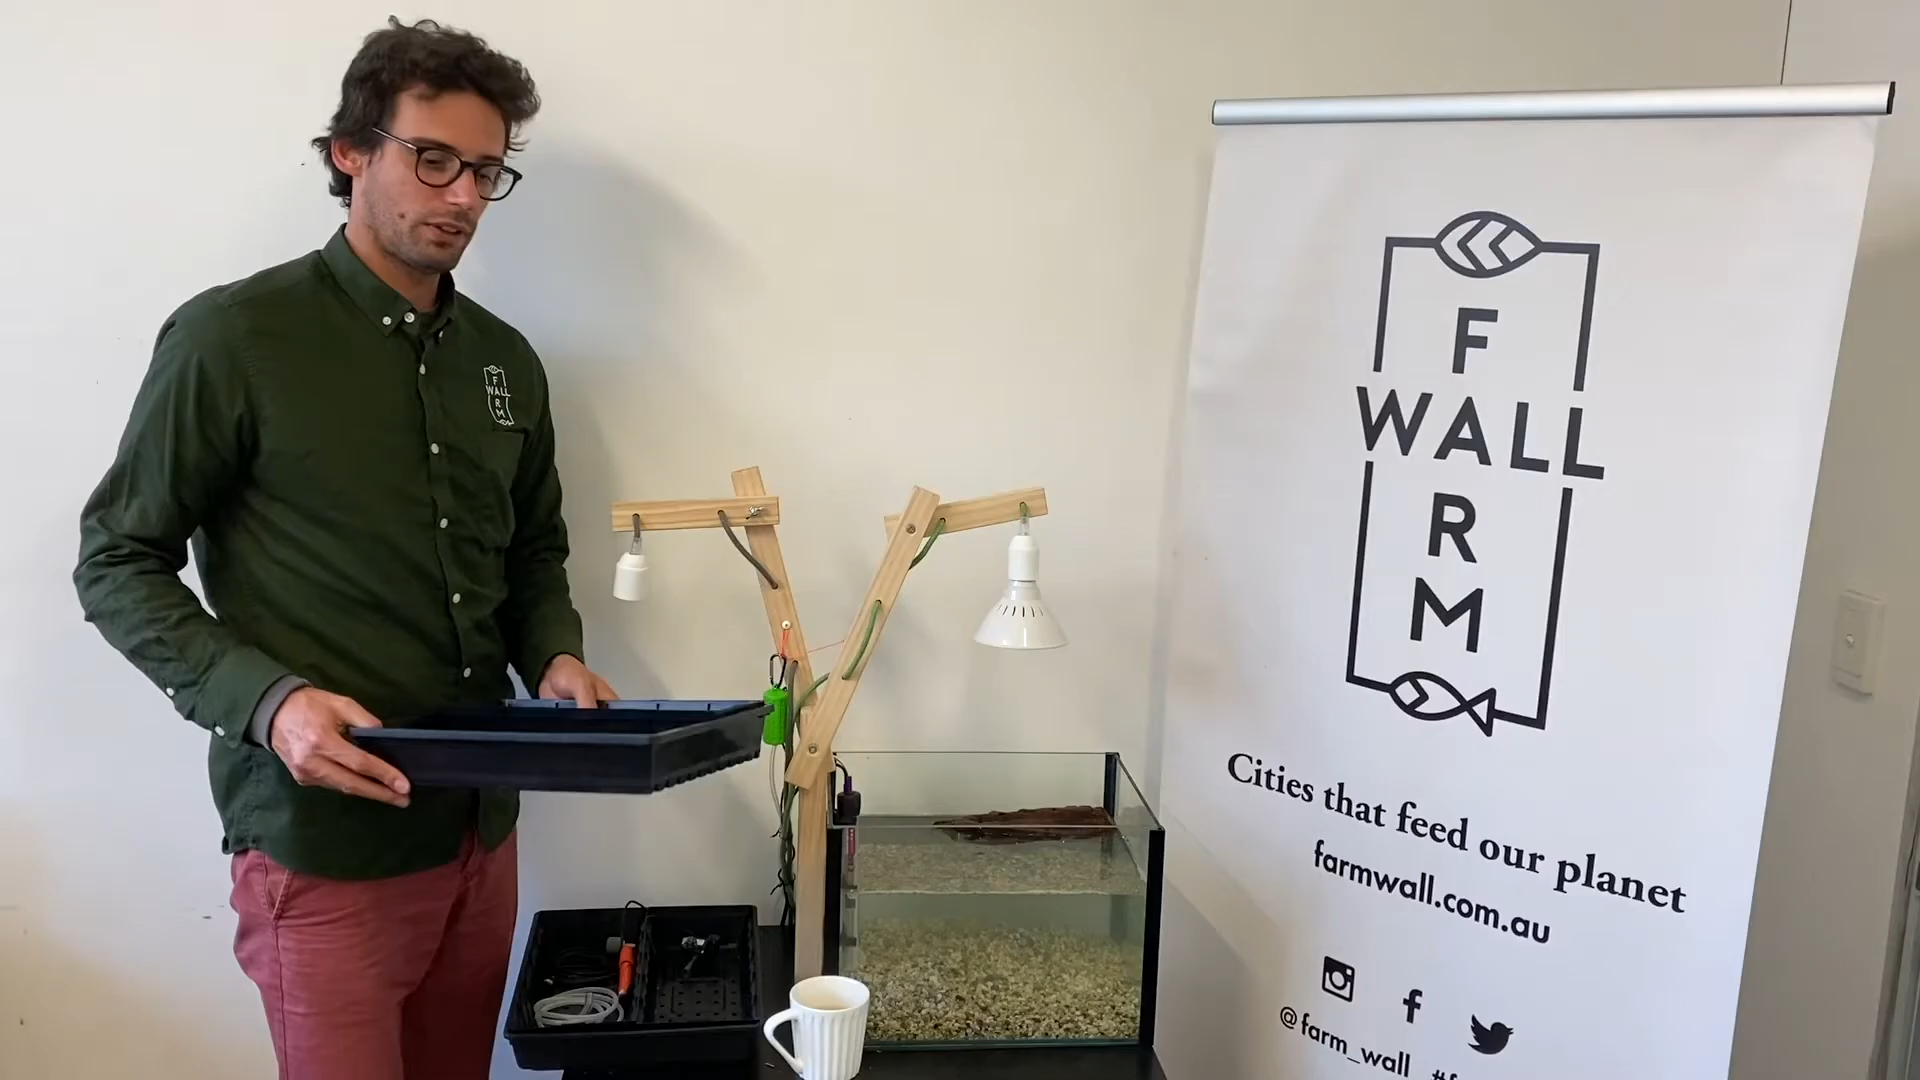 F
WALL
R
M
F
WALL
R
M
Cities that feed our planet
farmwall.com.au
@farm_wall